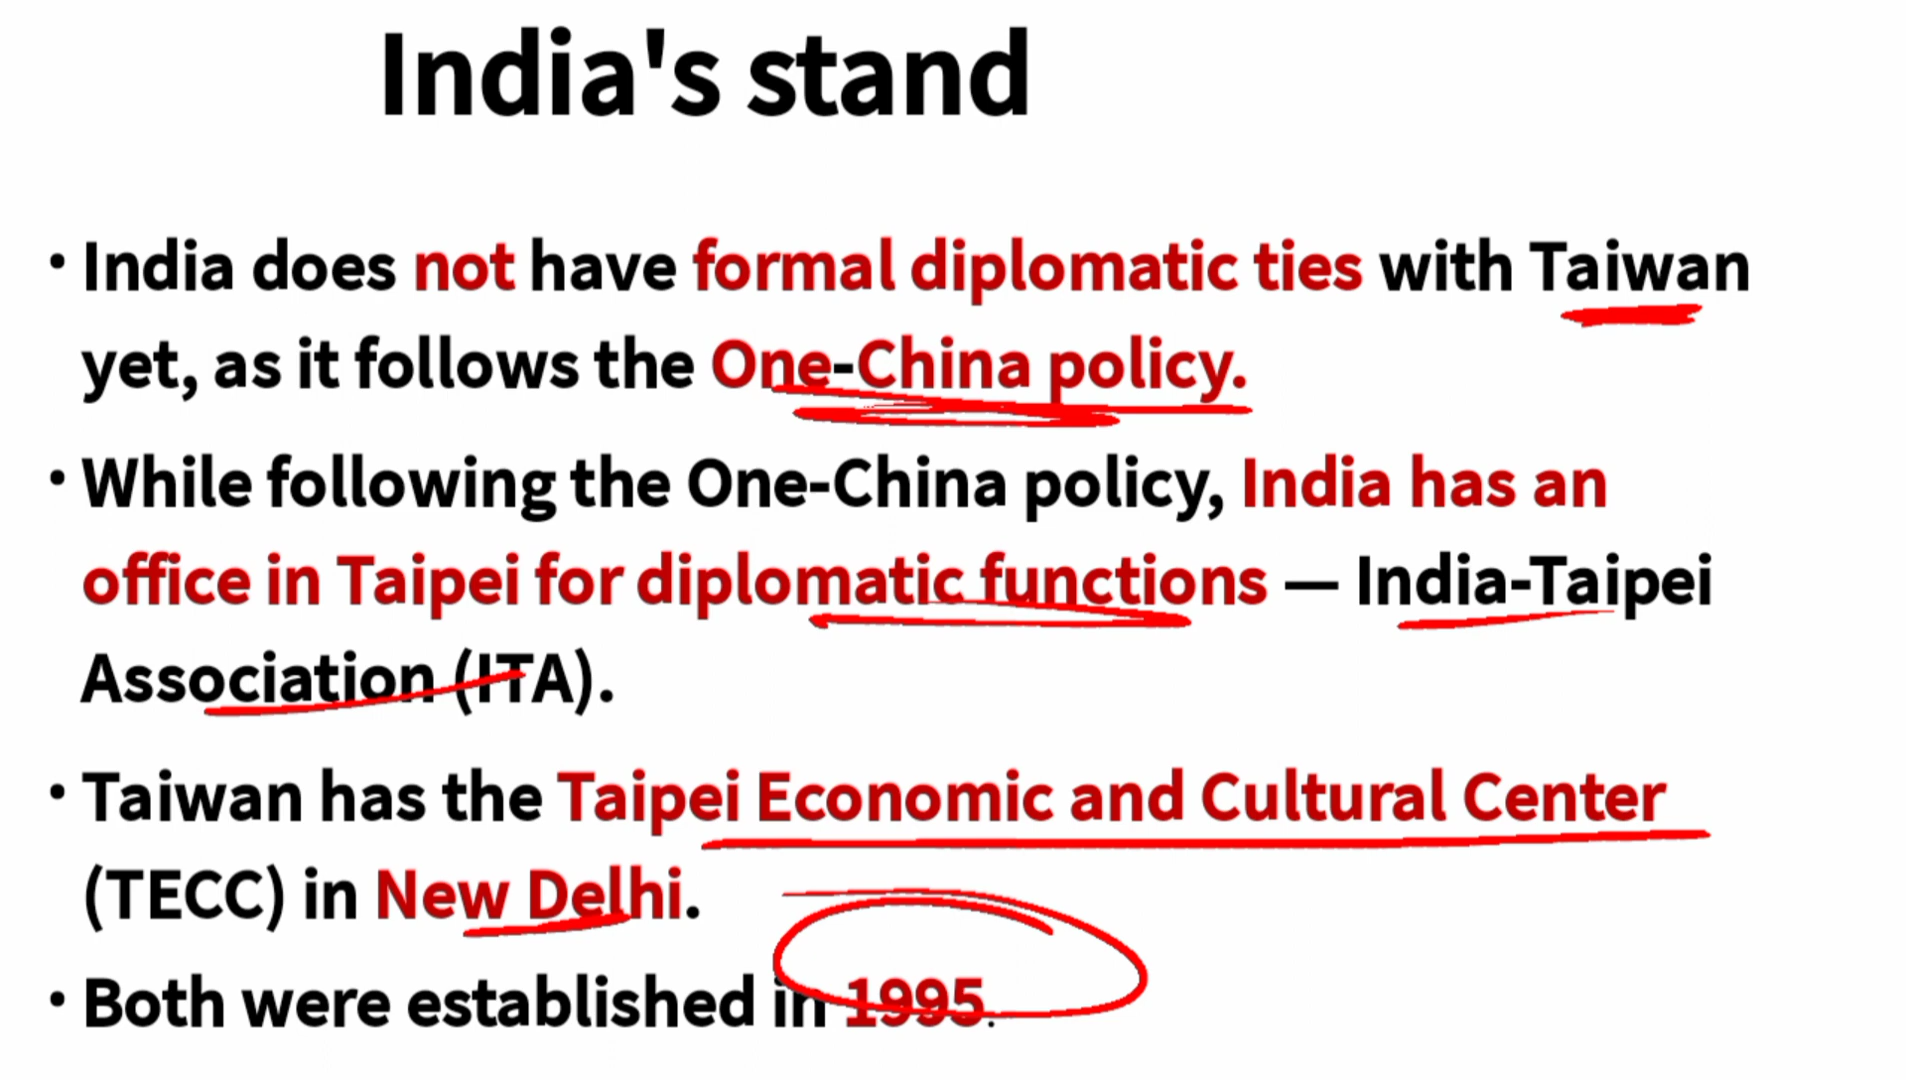 India's stand
• India does not have formal diplomatic ties with Taiwan
yet, as it follows the One-China policy.
• While following the One-China policy, India has an
office in Taipei for diplomatic functions — India-Taipei
Association (ITA).
• Taiwan has the Taipei Economic and Cultural Center
(TECC) in New Delhi.
• Both were established in 1995.